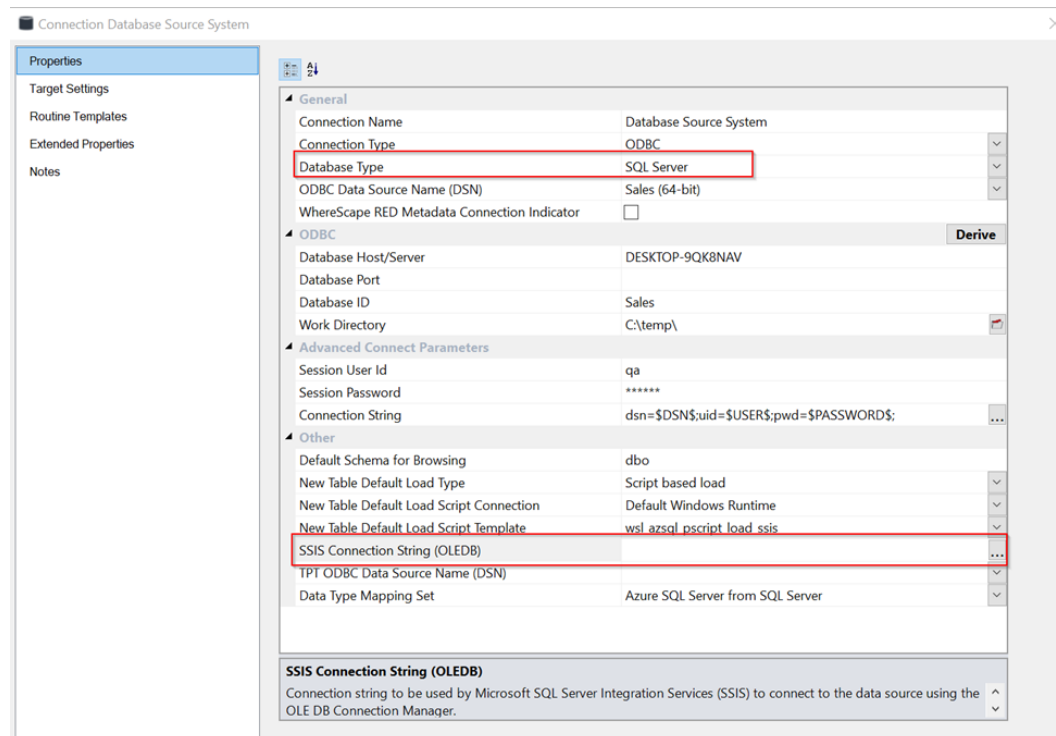 Connection Database Source System
Properties
Target Settings
Routine Templates
Extended Properties
Notes
General
Connection Name Database Source System
Connection Type ODBC
Database Type SQL Server
ODBC Data Source Name (DSN) Sales (64-bit)
WhereScape RED Metadata Connection Indicator
ODBC Derive
Database Host/Server DESKTOP-9QK8NAV
Database Port
Database ID Sales
Work Directory C:\temp\
Advanced Connect Parameters
Session User Id qa
Session Password ******
Connection String dsn=$DSN$;uid=$USER$;pwd=$PASSWORD$;
Other
Default Schema for Browsing dbo
New Table Default Load Type Script based load
New Table Default Load Script Connection Default Windows Runtime
New Table Default Load Script Template wsl_azsql_pscript_load_ssis
SSIS Connection String (OLEDB) ...
TPT ODBC Data Source Name (DSN)
Data Type Mapping Set Azure SQL Server from SQL Server
SSIS Connection String (OLEDB)
Connection string to be used by Microsoft SQL Server Integration Services (SSIS) to connect to the data source using the
OLE DB Connection Manager.